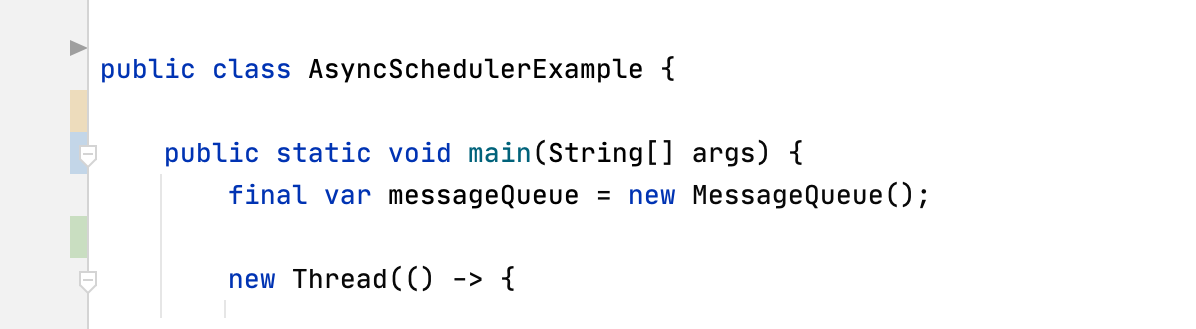 public class AsyncSchedulerExample {
public static void main(String[] args) {
final var messageQueue = new MessageQueue();
new Thread(() -> {